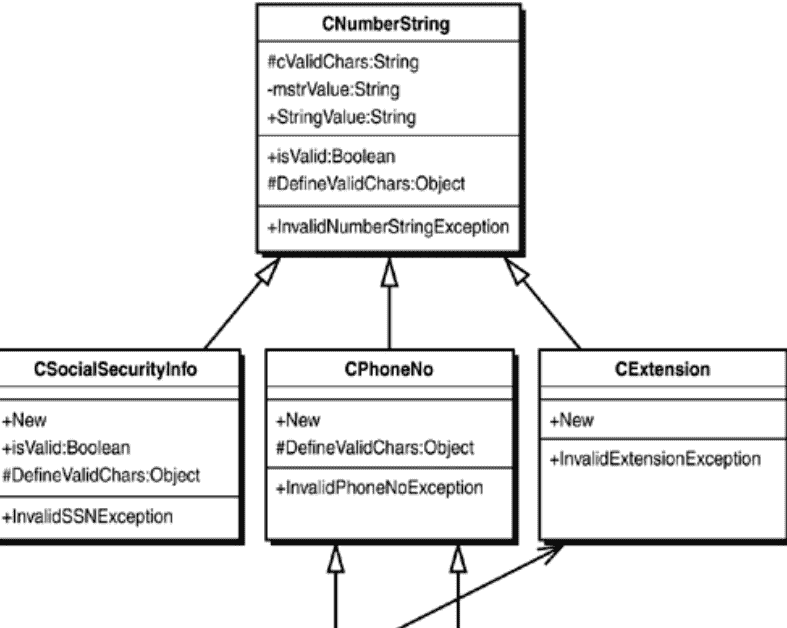 CNumberString
#cValidChars:String
-mstrValue:String
+StringValue:String
+isValid:Boolean
#DefineValidChars:Object
+InvalidNumberStringException
CSocialSecurityInfo
+New
+isValid:Boolean
#DefineValidChars:Object
+InvalidSSNException
CPhoneNo
+New
#DefineValidChars:Object
+InvalidPhoneNoException
CExtension
+New
+InvalidExtensionException